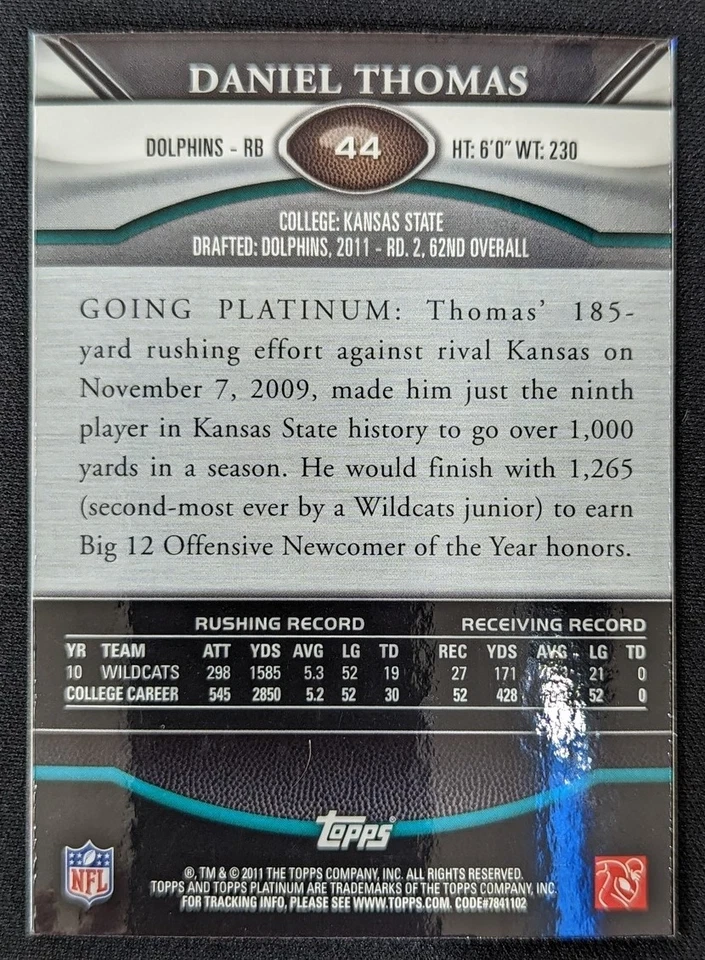 DANIEL THOMAS
DOLPHINS - RB 44 HT: 6'0" WT: 230
COLLEGE: KANSAS STATE
DRAFTED: DOLPHINS, 2011 - RD. 2, 62ND OVERALL
GOING PLATINUM: Thomas' 185-
yard rushing effort against rival Kansas on
November 7, 2009, made him just the ninth
player in Kansas State history to go over 1,000
yards in a season. He would finish with 1,265
(second-most ever by a Wildcats junior) to earn
Big 12 Offensive Newcomer of the Year honors.
RUSHING RECORD RECEIVING RECORD
YR TEAM ATT YDS AVG LG TD REC YDS AVG LG TD
10 WILDCATS 298 1585 5.3 52 19 27 171 21 0
COLLEGE CAREER 545 2850 5.2 52 30 52 428 52 0
Topps
NFL
®, TM & © 2011 THE TOPPS COMPANY, INC. ALL RIGHTS RESERVED.
TOPPS AND TOPPS PLATINUM ARE TRADEMARKS OF THE TOPPS COMPANY, INC.
FOR TRACKING INFO, PLEASE SEE WWW.TOPPS.COM. CODE#7841102